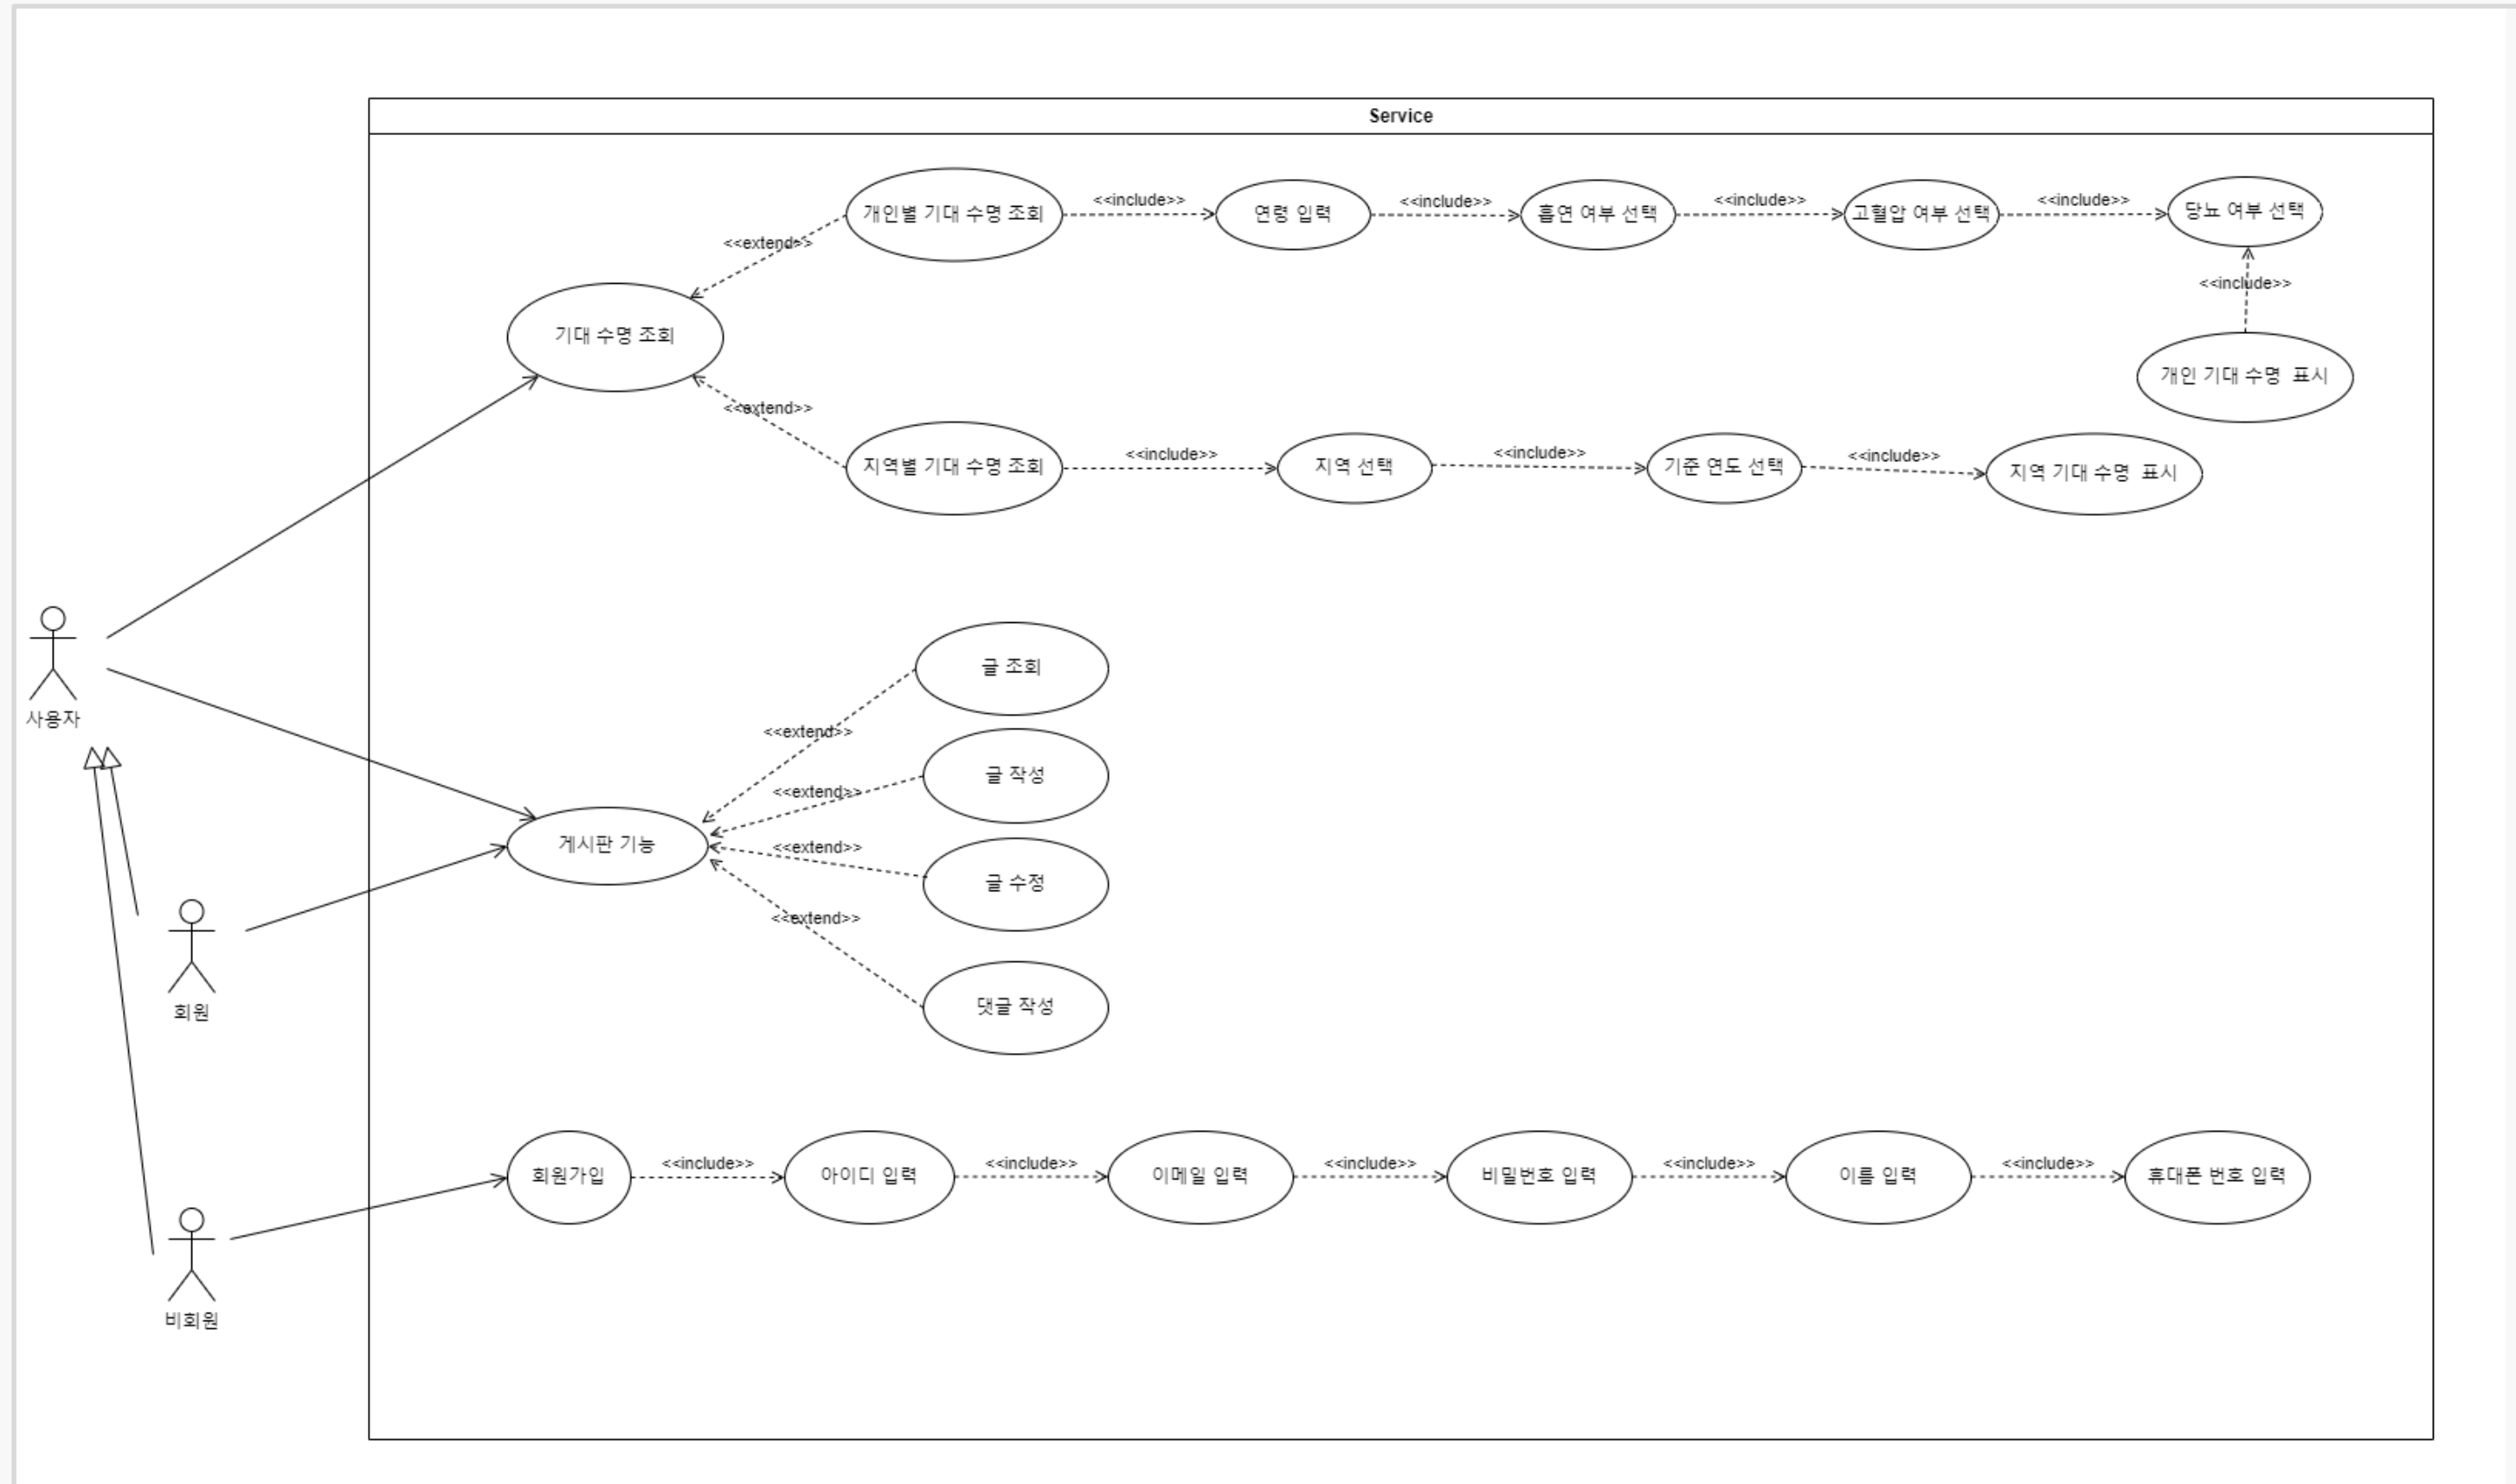 Service
개인별 기대 수명 조회
<<include>>
연령 입력
<<include>>
흡연 여부 선택
<<include>>
고혈압 여부 선택
<<include>>
당뇨 여부 선택
<<extend>>
<<include>>
기대 수명 조회
개인 기대 수명 표시
<<extend>>
지역별 기대 수명 조회
<<include>>
지역 선택
<<include>>
기준 연도 선택
<<include>>
지역 기대 수명 표시
사용자
글 조회
<<extend>>
글 작성
<<extend>>
게시판 기능
<<extend>>
글 수정
<<extend>>
댓글 작성
회원
회원가입
<<include>>
아이디 입력
<<include>>
이메일 입력
<<include>>
비밀번호 입력
<<include>>
이름 입력
<<include>>
휴대폰 번호 입력
비회원